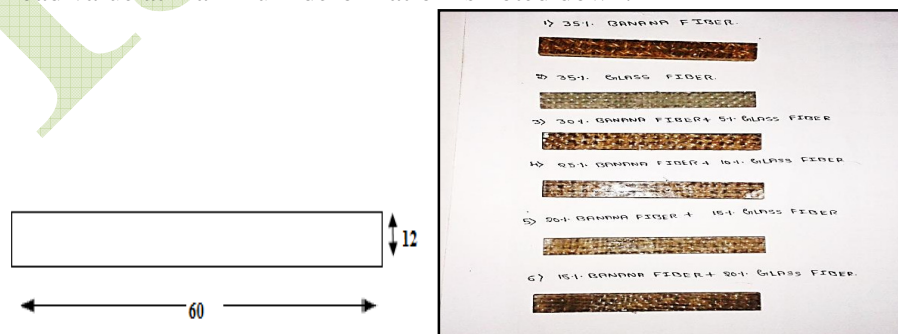 12
60
1) 35%. BANANA FIBER.
2) 35%. GLASS FIBER.
3) 30%. BANANA FIBER + 5%. GLASS FIBER
4) 25%. BANANA FIBER + 10%. GLASS FIBER
5) 20%. BANANA FIBER + 15%. GLASS FIBER
6) 15%. BANANA FIBER + 20%. GLASS FIBER.